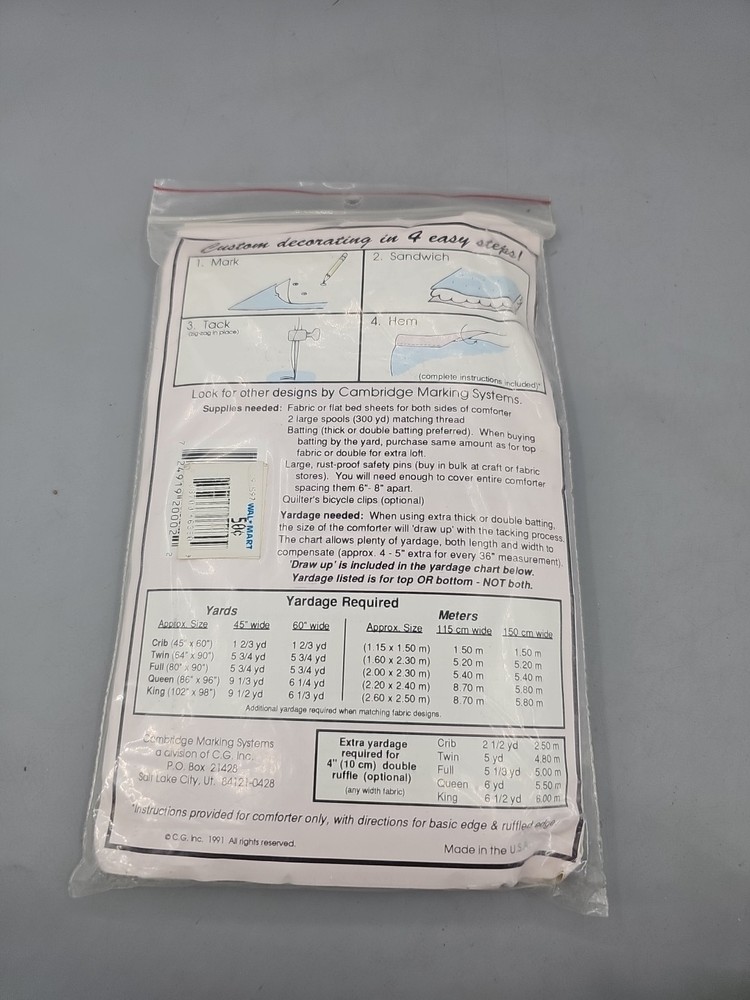 Custom decorating in 4 easy steps!
1. Mark
2. Sandwich
3. Tack
(zig-zag in place)
4. Hem
(complete instructions included)*
Look for other designs by Cambridge Marking Systems.
Supplies needed: Fabric or flat bed sheets for both sides of comforter
2 large spools (300 yd) matching thread
Batting (thick or double batting preferred). When buying
batting by the yard, purchase same amount as for top
fabric or double for extra loft.
Large, rust-proof safety pins (buy in bulk at craft or fabric
stores). You will need enough to cover entire comforter
spacing them 6"- 8" apart.
Quilter's bicycle clips (optional)
WAL★MART
50¢
7 24919 20002 2
Yardage needed: When using extra thick or double batting,
the size of the comforter will 'draw up' with the tacking process.
The chart allows plenty of yardage, both length and width to
compensate (approx. 4 - 5" extra for every 36" measurement).
'Draw up' is included in the yardage chart below.
Yardage listed is for top OR bottom - NOT both.
Yardage Required
Yards Meters
Approx. Size 45" wide 60" wide Approx. Size 115 cm wide 150 cm wide
Crib (45" x 60") 1 2/3 yd 1 2/3 yd (1.15 x 1.50 m) 1.50 m 1.50 m
Twin (64" x 90") 5 3/4 yd 5 3/4 yd (1.60 x 2.30 m) 5.20 m 5.20 m
Full (80" x 90") 5 3/4 yd 5 3/4 yd (2.00 x 2.30 m) 5.40 m 5.40 m
Queen (86" x 96") 9 1/3 yd 6 1/4 yd (2.20 x 2.40 m) 8.70 m 5.80 m
King (102" x 98") 9 1/2 yd 6 1/3 yd (2.60 x 2.50 m) 8.70 m 5.80 m
Additional yardage required when matching fabric designs.
Cambridge Marking Systems
a division of C.G. Inc.
P.O. Box 21428
Salt Lake City, Ut. 84121-0428
Extra yardage
required for
4" (10 cm) double
ruffle (optional)
(any width fabric)
Crib 2 1/2 yd 2.50 m
Twin 5 yd 4.80 m
Full 5 1/3 yd 5.00 m
Queen 6 yd 5.50 m
King 6 1/2 yd 6.00 m
*Instructions provided for comforter only, with directions for basic edge & ruffled edge
© C.G. Inc. 1991 All rights reserved.
Made in the U.S.A.